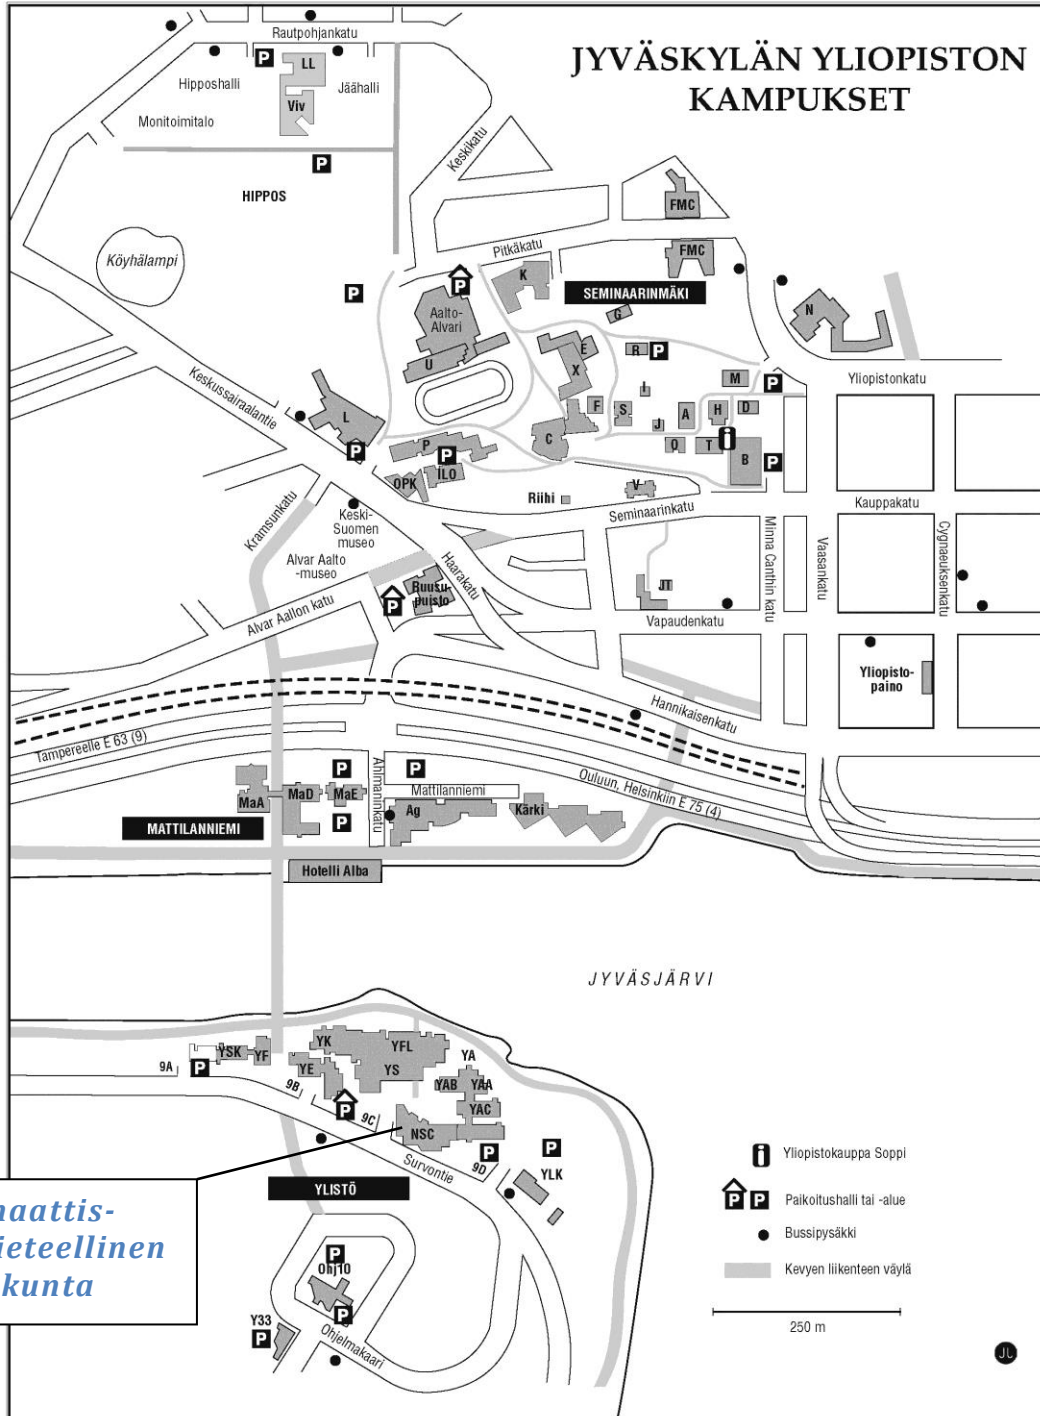 JYVÄSKYLÄN YLIOPISTON
KAMPUKSET
Rautpohjankatu
P
LL
Hipposhalli
Jäähalli
Viv
Monitoimitalo
P
HIPPOS
Keskikatu
FMC
Köyhälampi
Pitkäkatu
FMC
K
P
P
SEMINAARINMÄKI
Aalto-
Alvari
G
N
E
R
P
U
X
M
P
Yliopistonkatu
Keskussairaalantie
I
L
F
S
A
H
D
J
P
C
O
T
i
B
P
P
P
ILO
OPK
V
Riihi
Seminaarinkatu
Kauppakatu
Kramsunkatu
Keski-
Suomen
museo
Alvar Aalto
-museo
Haarakatu
Minna Canthin katu
Vaasankatu
Cygnaeuksenkatu
Ruusu-
puisto
P
JT
Alvar Aallon katu
Vapaudenkatu
Yliopisto-
paino
Hannikaisenkatu
Tampereelle E 63 (9)
Ouluun, Helsinkiin E 75 (4)
Ahlmaninkatu
P
P
MaA
MaD
MaE
Mattilanniemi
Ag
Kärki
P
MATTILANNIEMI
Hotelli Alba
JYVÄSJÄRVI
YK
YFL
YSK
YF
YA
9A
P
YE
YS
9B
YAB
YAA
P
9C
YAC
NSC
P
P
9D
YLK
Survontie
YLISTÖ
naattis-
ieteellinen
kunta
P
Ohj10
P
Y33
P
Ohjelmakaari
i Yliopistokauppa Soppi
P P Paikoitushalli tai -alue
Bussipysäkki
Kevyen liikenteen väylä
250 m
JL